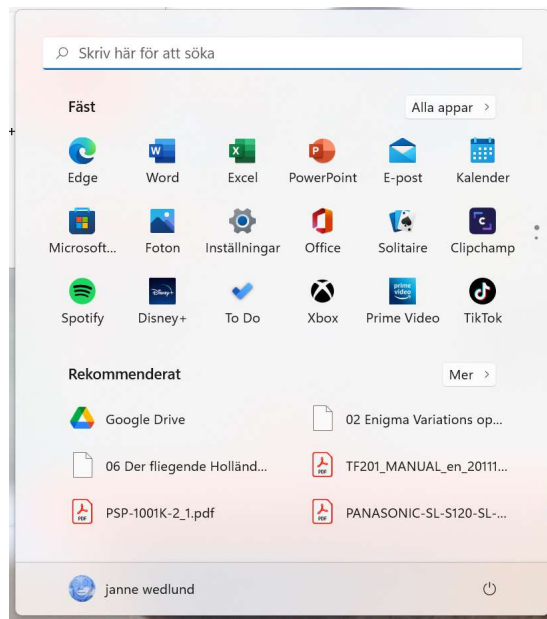 Skriv här för att söka
Fäst
Alla appar >
Edge
Word
Excel
PowerPoint
E-post
Kalender
Microsoft...
Foton
Inställningar
Office
Solitaire
Clipchamp
Spotify
Disney+
To Do
Xbox
Prime Video
TikTok
Rekommenderat
Mer >
Google Drive
02 Enigma Variations op...
06 Der fliegende Holländ...
TF201_MANUAL_en_20111...
PSP-1001K-2_1.pdf
PANASONIC-SL-S120-SL-...
janne wedlund